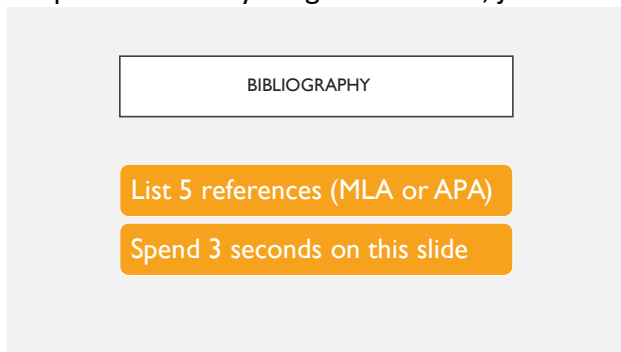 BIBLIOGRAPHY
List 5 references (MLA or APA)
Spend 3 seconds on this slide